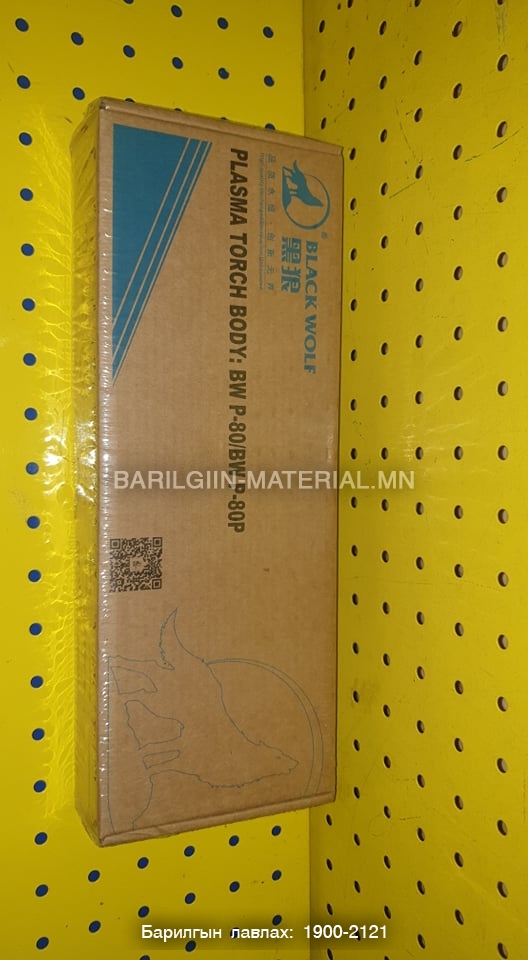 BLACK WOLF
黑狼
PLASMA TORCH BODY: BW P-80/BW P-80P
BARILGIIN-MATERIAL.MN
Барилгын лавлах: 1900-2121